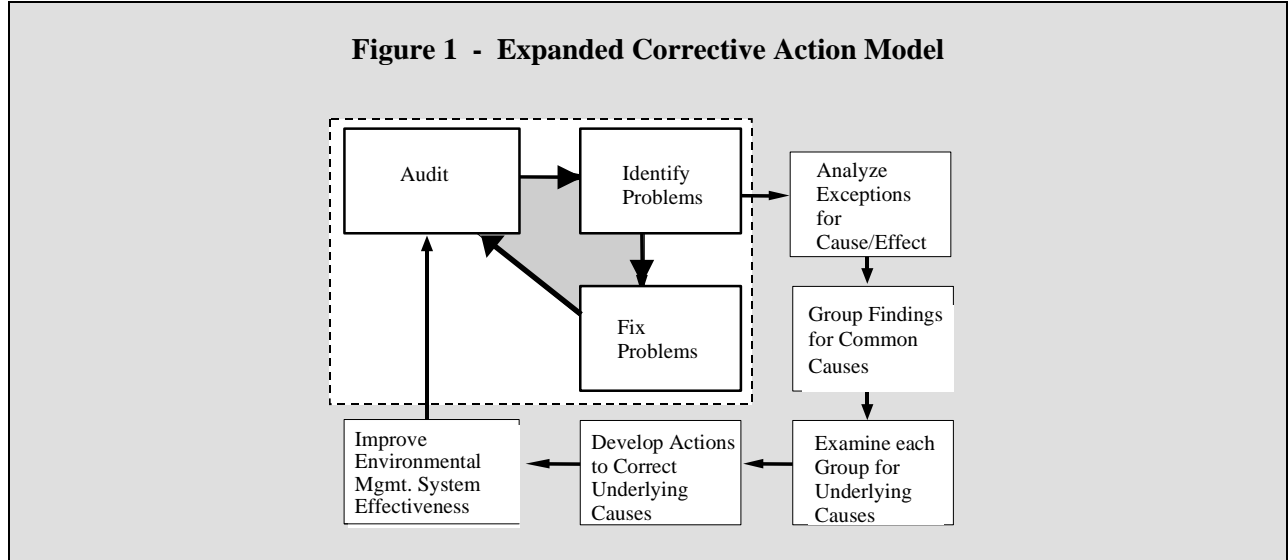 Figure 1 - Expanded Corrective Action Model
Audit
Identify
Problems
Fix
Problems
Analyze
Exceptions
for
Cause/Effect
Group Findings
for Common
Causes
Examine each
Group for
Underlying
Causes
Develop Actions
to Correct
Underlying
Causes
Improve
Environmental
Mgmt. System
Effectiveness